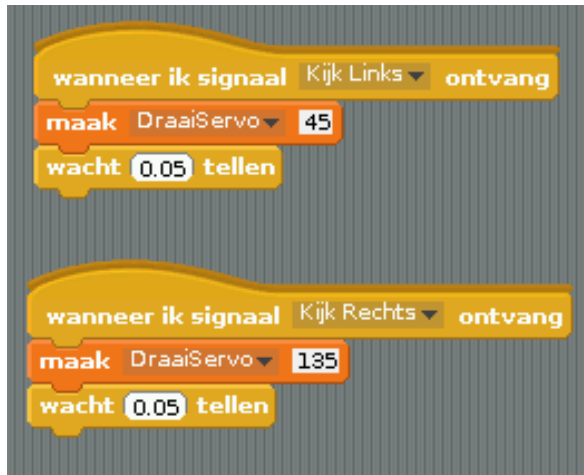 wanneer ik signaal Kijk Links ontvang
maak DraaiServo 45
wacht 0.05 tellen
wanneer ik signaal Kijk Rechts ontvang
maak DraaiServo 135
wacht 0.05 tellen